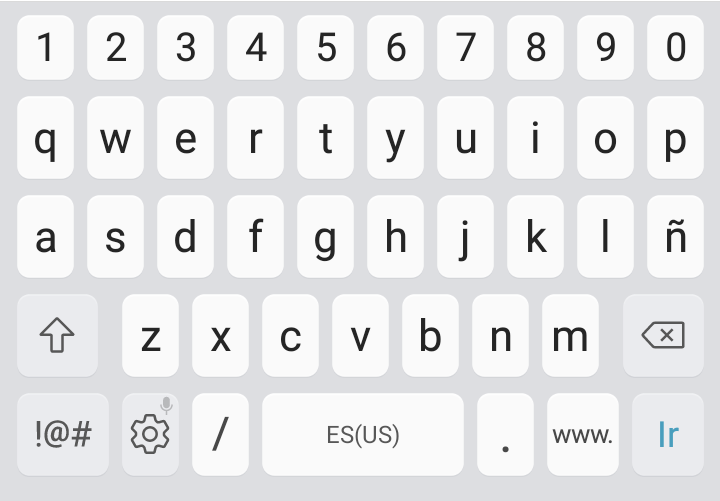 1 2 3 4 5 6 7 8 9 0
q w e r t y u i o p
a s d f g h j k l ñ
z x c v b n m
!@# / ES(US) . www. Ir